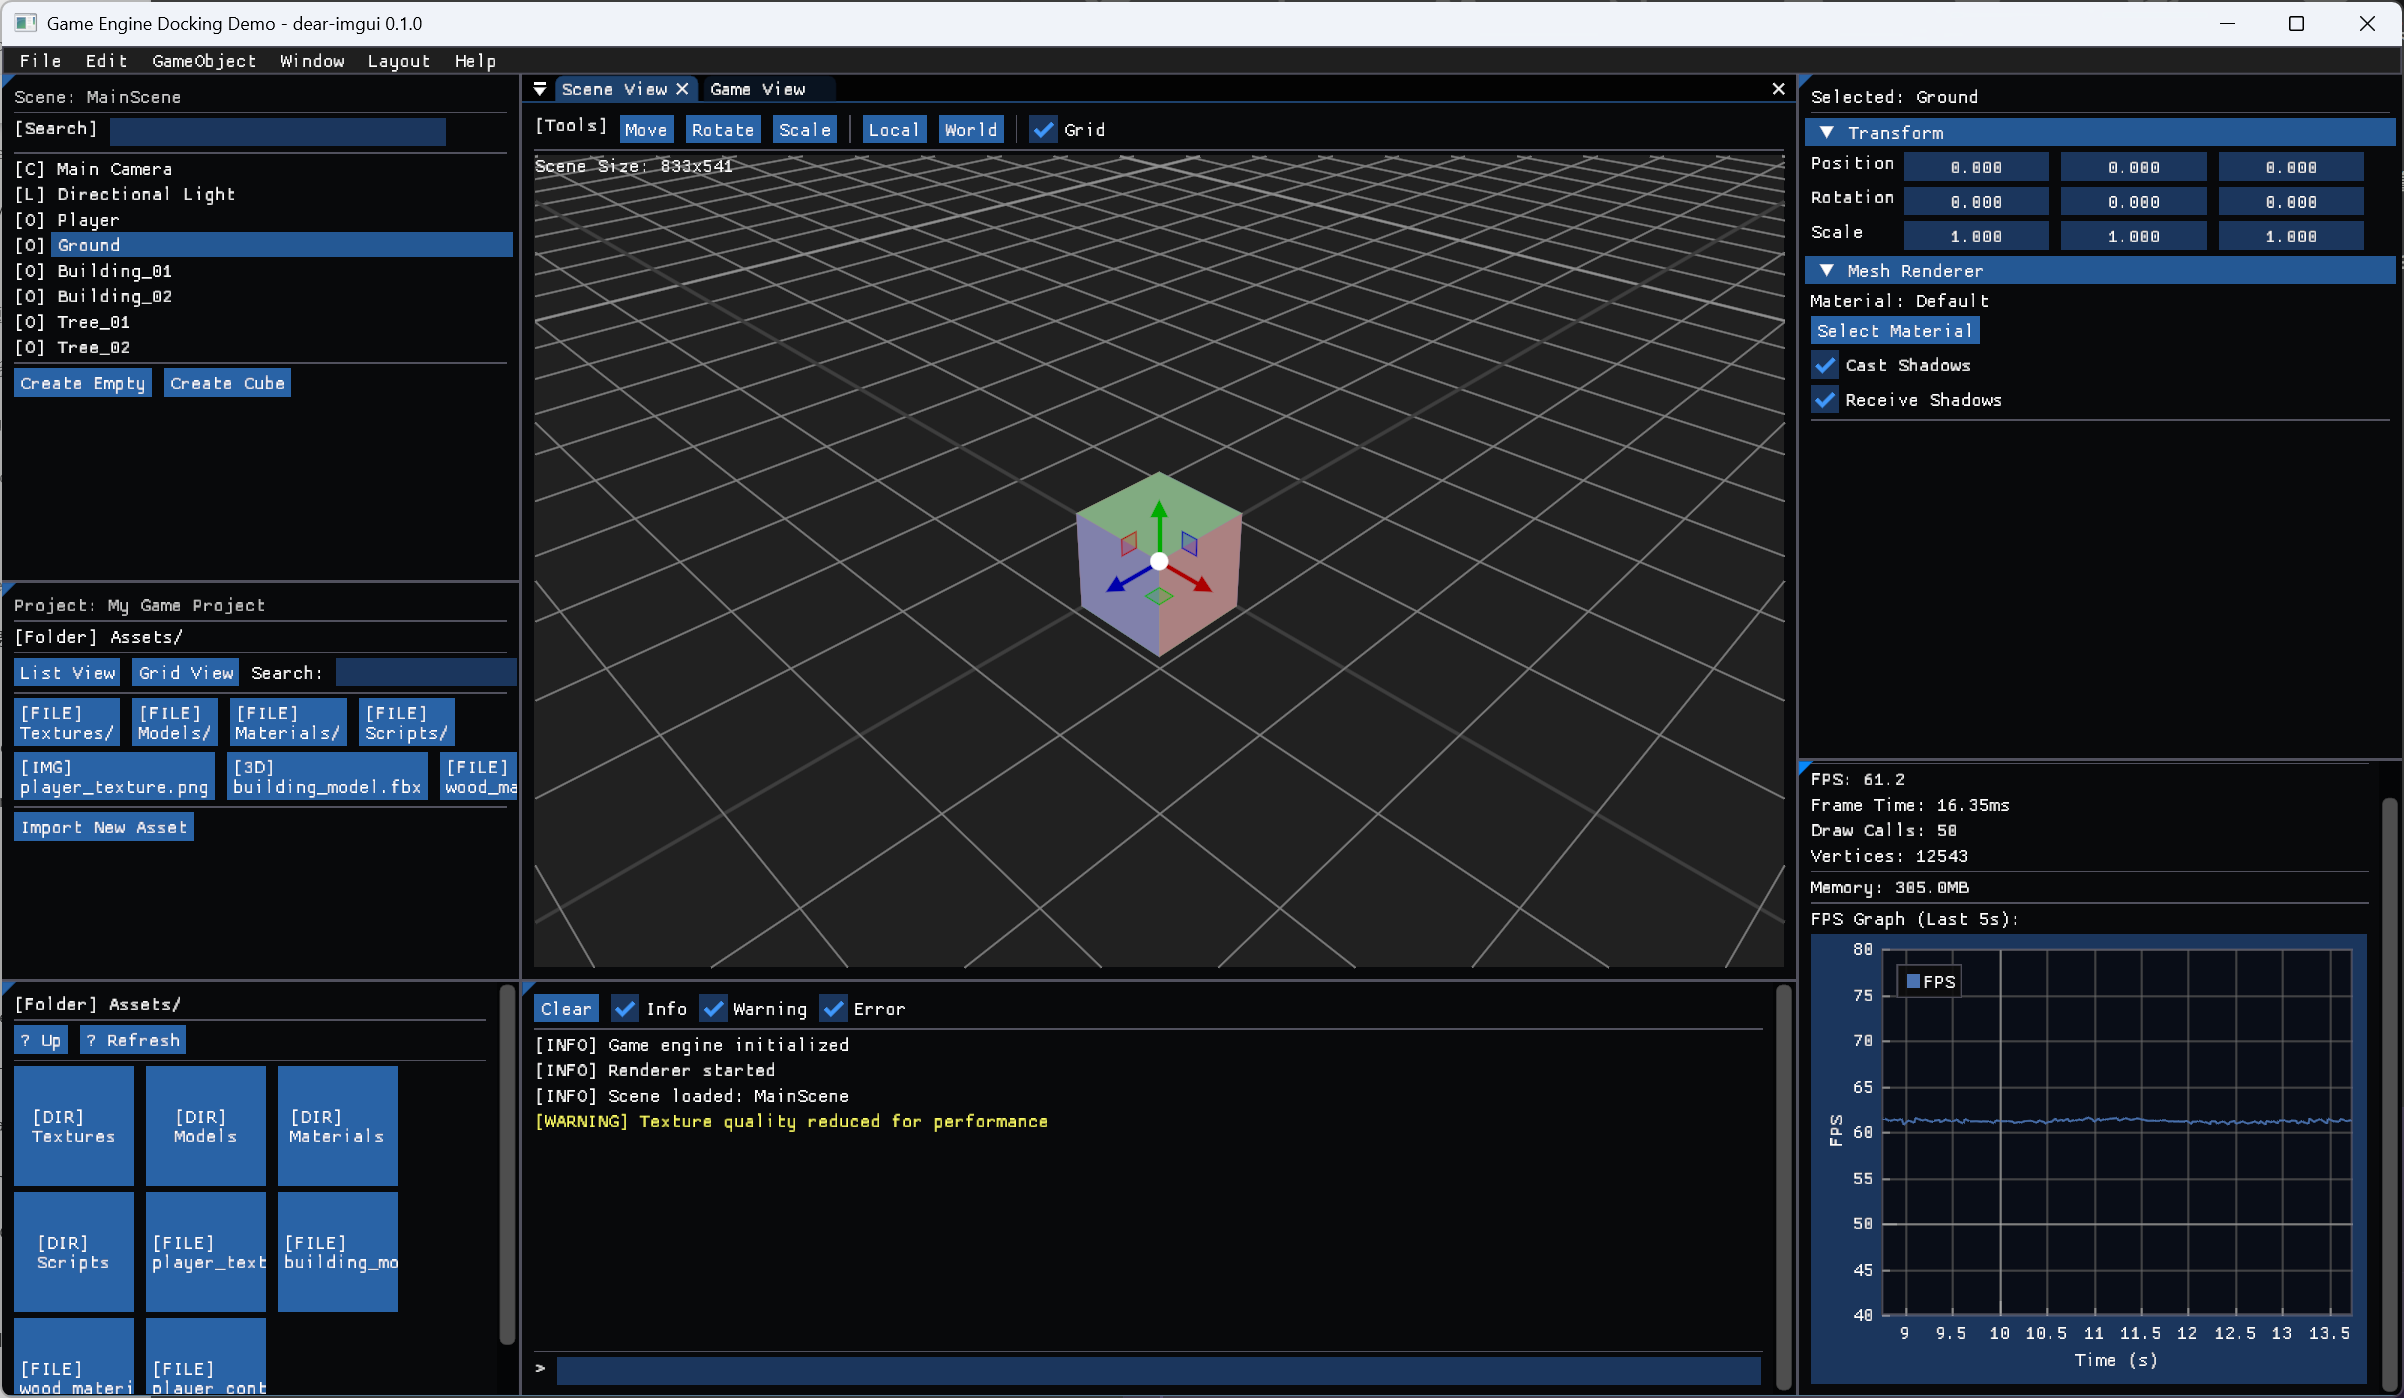 Game Engine Docking Demo - dear-imgui 0.1.0
File Edit GameObject Window Layout Help
Scene: MainScene
[Search]
[C] Main Camera
[L] Directional Light
[O] Player
[O] Ground
[O] Building_01
[O] Building_02
[O] Tree_01
[O] Tree_02
Create Empty Create Cube
Project: My Game Project
[Folder] Assets/
List View Grid View Search:
[FILE] [FILE] [FILE] [FILE]
Textures/ Models/ Materials/ Scripts/
[IMG] [3D] [FILE]
player_texture.png building_model.fbx wood_ma
Import New Asset
[Folder] Assets/
? Up ? Refresh
[DIR] [DIR] [DIR]
Textures Models Materials
[DIR] [FILE] [FILE]
Scripts player_text building_mo
[FILE] [FILE]
wood_materi player_cont
Scene View Game View
[Tools] Move Rotate Scale Local World Grid
Scene Size: 833x541
Clear Info Warning Error
[INFO] Game engine initialized
[INFO] Renderer started
[INFO] Scene loaded: MainScene
[WARNING] Texture quality reduced for performance
>
Selected: Ground
Transform
Position 0.000 0.000 0.000
Rotation 0.000 0.000 0.000
Scale 1.000 1.000 1.000
Mesh Renderer
Material: Default
Select Material
Cast Shadows
Receive Shadows
FPS: 61.2
Frame Time: 16.35ms
Draw Calls: 50
Vertices: 12543
Memory: 305.0MB
FPS Graph (Last 5s):
FPS
80
75
70
65
60
55
50
45
40
FPS
9 9.5 10 10.5 11 11.5 12 12.5 13 13.5
Time (s)